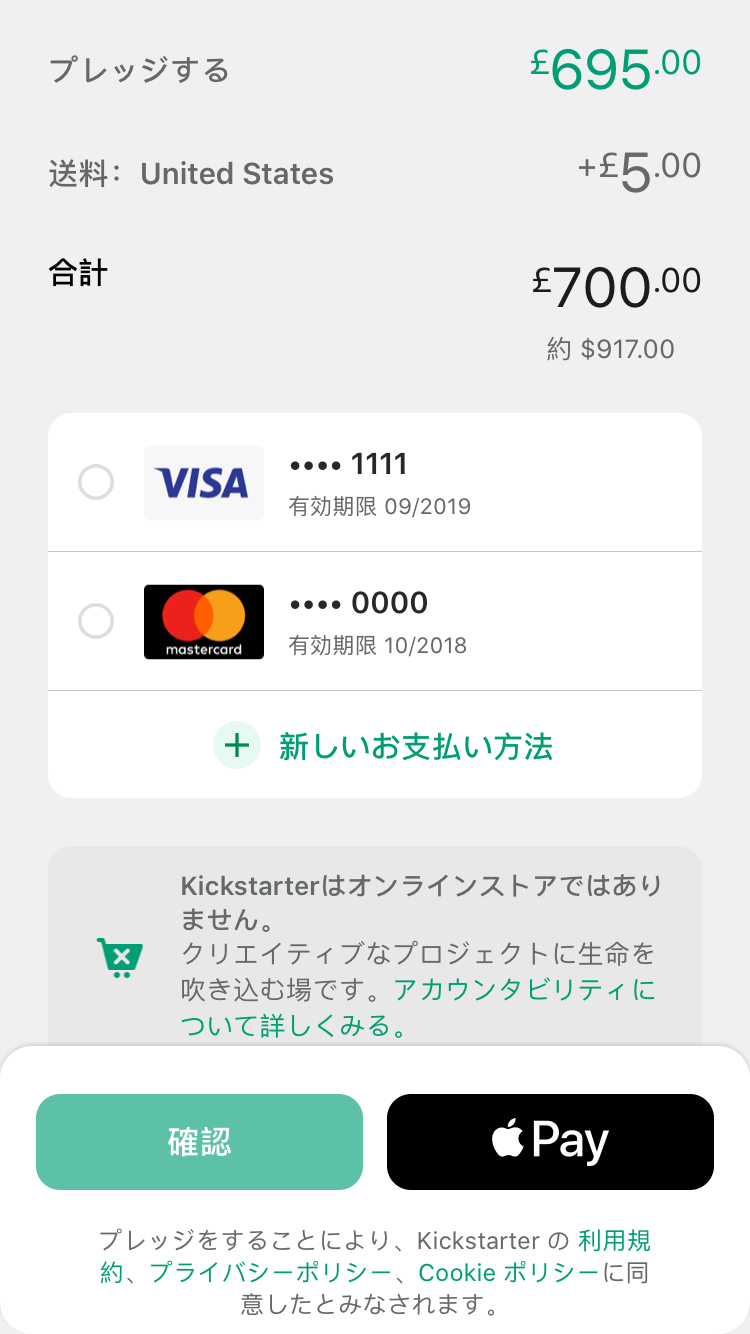 プレッジする £695.00
送料： United States +£5.00
合計 £700.00
約 $917.00
VISA •••• 1111
有効期限 09/2019
•••• 0000
mastercard 有効期限 10/2018
+ 新しいお支払い方法
Kickstarterはオンラインストアではあり
ません。
クリエイティブなプロジェクトに生命を
吹き込む場です。アカウンタビリティに
ついて詳しくみる。
確認 Pay
プレッジをすることにより、Kickstarter の 利用規
約、プライバシーポリシー、Cookie ポリシーに同
意したとみなされます。